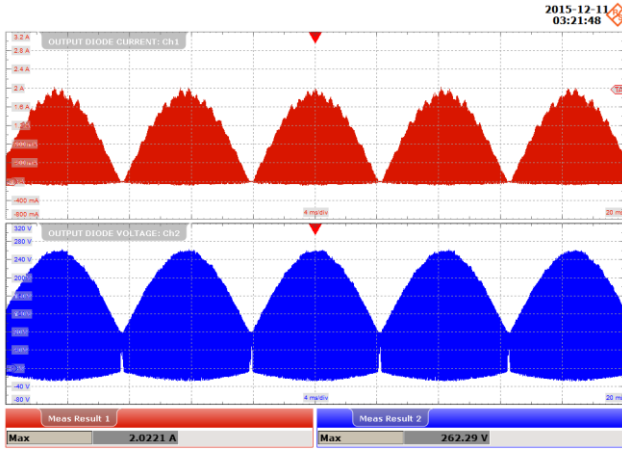 2015-12-11
03:21:48
OUTPUT DIODE CURRENT: Ch1
3.2 A
2.8 A
2.4 A
2 A
1.6 A
-400 mA
-800 mA
4 ms/div
20 ms
OUTPUT DIODE VOLTAGE: Ch2
320 V
280 V
240 V
200 V
-40 V
-80 V
4 ms/div
20 ms
Meas Result 1
Meas Result 2
Max
2.0221 A
Max
262.29 V